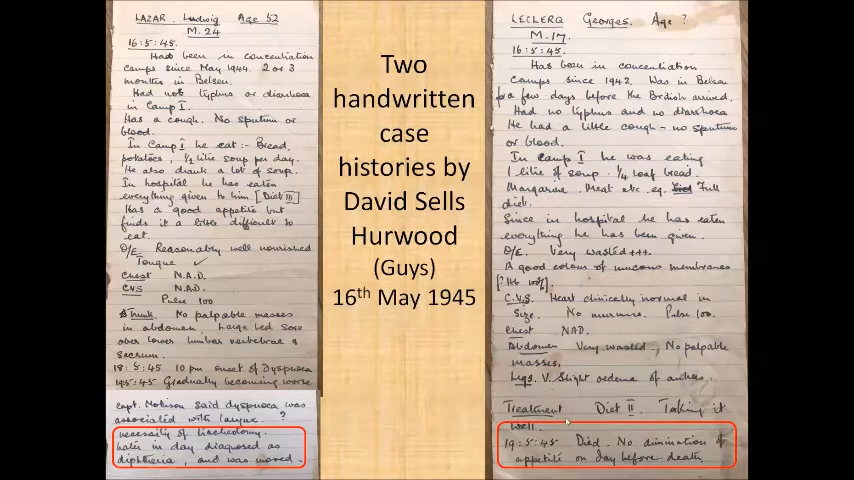 LAZAR. Ludwig Age 52
M.24
16:5:45.
Had been in concentration
camps since May 1944. 2 or 3
months in Belsen.
Had not typhus or diarrhoea
in Camp I.
Has a cough. No sputum or
blood.
In Camp I he eat:- Bread,
potatoes, 1/2 litre soup per day.
He also drank a lot of soup.
In hospital he has eaten
everything given to him [Diet III]
Has a good appetite but
finds it a little difficult to
eat.
O/E. Reasonably well nourished
Tongue ✓
Chest N.A.D.
C.V.S N.A.D.
Pulse 100
Trunk. No palpable masses
in abdomen, Large bed sore
over lower lumbar vertebrae &
sacrum.
18:5:45 10 pm onset of Dyspnoea
19:5:45 Gradually becoming worse
Capt. said dyspnoea was
associated with larynx. ?
necessity of tracheotomy.
Later in day diagnosed as
diphtheria, and was moved.
Two
handwritten
case
histories by
David Sells
Hurwood
(Guys)
16th May 1945
LECLERQ Georges. Age ?
M.17.
16:5:45.
Has been in concentration
camps since 1942. Was in Belsen
for a few days before the British arrived.
Had no typhus and no diarrhoea
He had a little cough - no sputum
or blood.
In camp I he was eating
1 litre of soup. 1/4 loaf bread.
Margarine. Meat etc. eg. Full
diet.
Since in hospital he has eaten
everything he has been given.
O/E. Very wasted +++.
A good colour of mucous membranes
[? Hb 100%].
C.V.S. Heart clinically normal in
size. No murmurs. Pulse 100.
Chest NAD.
Abdomen Very wasted, No palpable
masses.
Legs. V. Slight oedema of ankles.
Treatment Diet II. Taking it
well.
19:5:45 Died. No diminution of
appetite on day before death